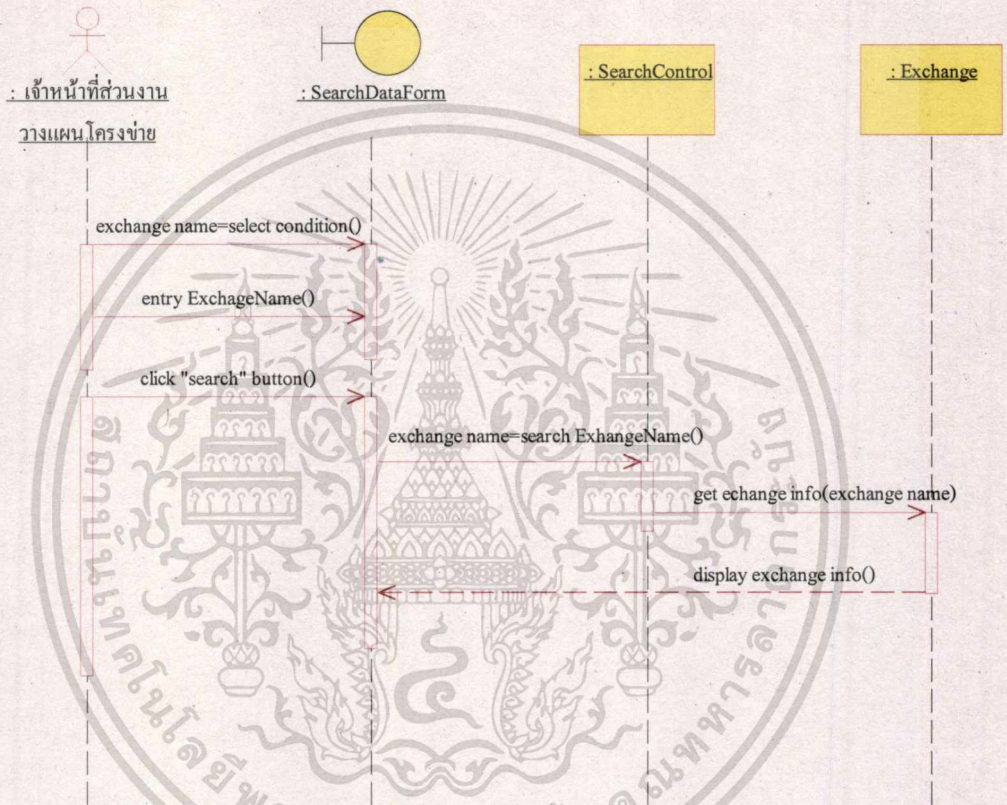 : เจ้าหน้าที่ส่วนงาน
วางแผนโครงข่าย
: SearchDataForm
: SearchControl
: Exchange
exchange name=select condition()
entry ExchageName()
click "search" button()
exchange name=search ExhangeName()
get echange info(exchange name)
display exchange info()